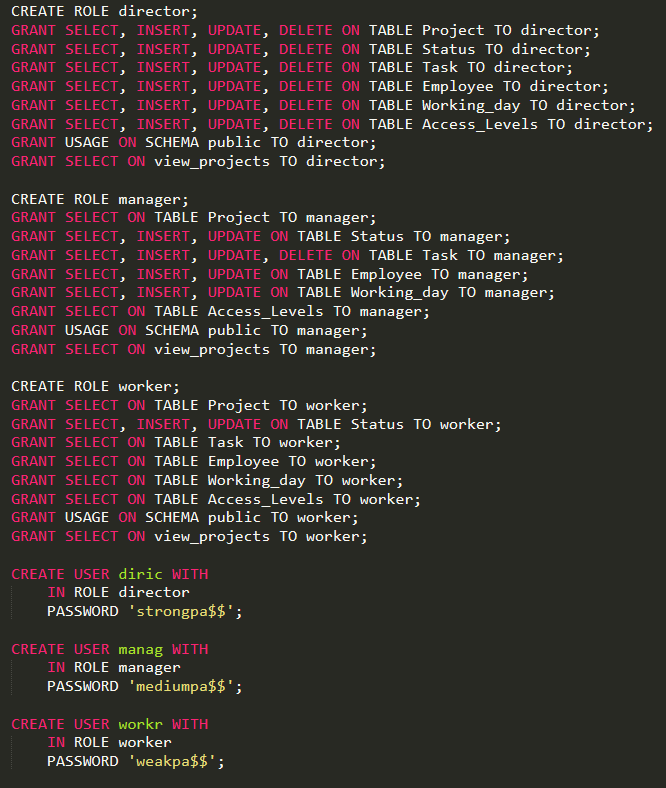 CREATE ROLE director;
GRANT SELECT, INSERT, UPDATE, DELETE ON TABLE Project TO director;
GRANT SELECT, INSERT, UPDATE, DELETE ON TABLE Status TO director;
GRANT SELECT, INSERT, UPDATE, DELETE ON TABLE Task TO director;
GRANT SELECT, INSERT, UPDATE, DELETE ON TABLE Employee TO director;
GRANT SELECT, INSERT, UPDATE, DELETE ON TABLE Working_day TO director;
GRANT SELECT, INSERT, UPDATE, DELETE ON TABLE Access_Levels TO director;
GRANT USAGE ON SCHEMA public TO director;
GRANT SELECT ON view_projects TO director;

CREATE ROLE manager;
GRANT SELECT ON TABLE Project TO manager;
GRANT SELECT, INSERT, UPDATE ON TABLE Status TO manager;
GRANT SELECT, INSERT, UPDATE, DELETE ON TABLE Task TO manager;
GRANT SELECT, INSERT, UPDATE ON TABLE Employee TO manager;
GRANT SELECT, INSERT, UPDATE ON TABLE Working_day TO manager;
GRANT SELECT ON TABLE Access_Levels TO manager;
GRANT USAGE ON SCHEMA public TO manager;
GRANT SELECT ON view_projects TO manager;

CREATE ROLE worker;
GRANT SELECT ON TABLE Project TO worker;
GRANT SELECT, INSERT, UPDATE ON TABLE Status TO worker;
GRANT SELECT ON TABLE Task TO worker;
GRANT SELECT ON TABLE Employee TO worker;
GRANT SELECT ON TABLE Working_day TO worker;
GRANT SELECT ON TABLE Access_Levels TO worker;
GRANT USAGE ON SCHEMA public TO worker;
GRANT SELECT ON view_projects TO worker;

CREATE USER diric WITH
    IN ROLE director
    PASSWORD 'strongpa$$';

CREATE USER manag WITH
    IN ROLE manager
    PASSWORD 'mediumpa$$';

CREATE USER workr WITH
    IN ROLE worker
    PASSWORD 'weakpa$$';